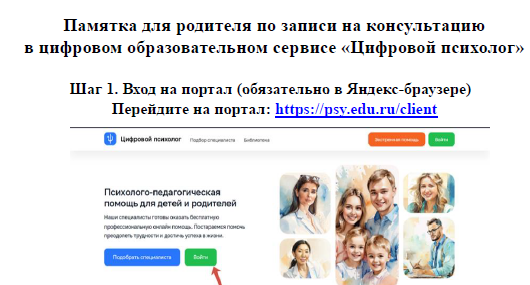 Памятка для родителя по записи на консультацию
в цифровом образовательном сервисе «Цифровой психолог»
Шаг 1. Вход на портал (обязательно в Яндекс-браузере)
Перейдите на портал: https://psy.edu.ru/client
Цифровой психолог Подбор специалиста Библиотека Экстренная помощь Войти
Психолого-педагогическая
помощь для детей и родителей
Наши специалисты готовы оказать бесплатную
профессиональную онлайн помощь. Постараемся помочь
преодолеть трудности и достичь успеха в жизни.
Подобрать специалиста Войти